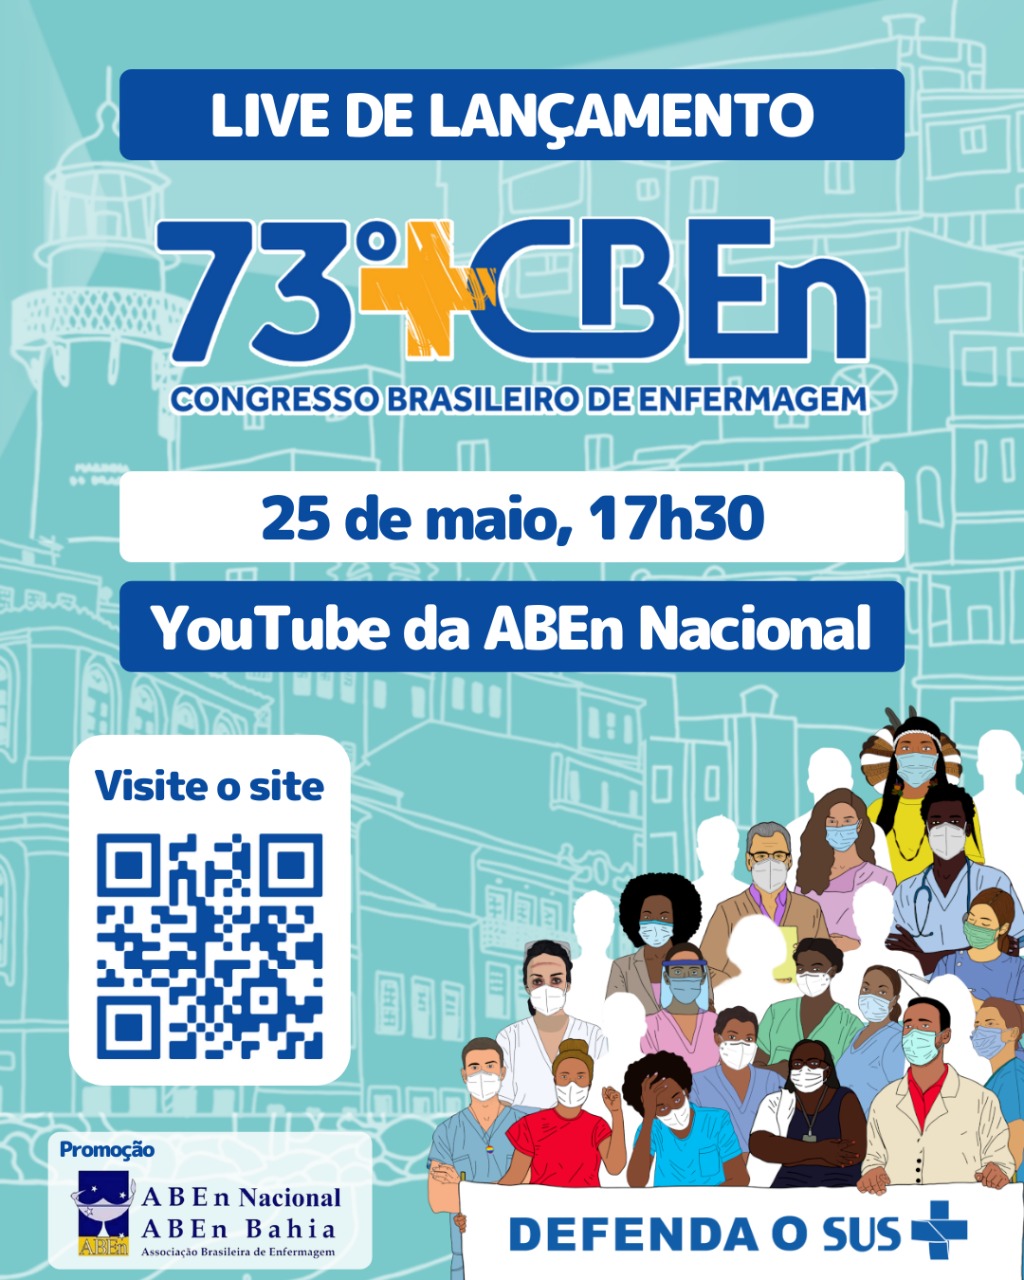 LIVE DE LANÇAMENTO
73º CBEn
CONGRESSO BRASILEIRO DE ENFERMAGEM
25 de maio, 17h30
YouTube da ABEn Nacional
Visite o site
Promoção
ABEn
ABEn Nacional
ABEn Bahia
Associação Brasileira de Enfermagem
DEFENDA O SUS